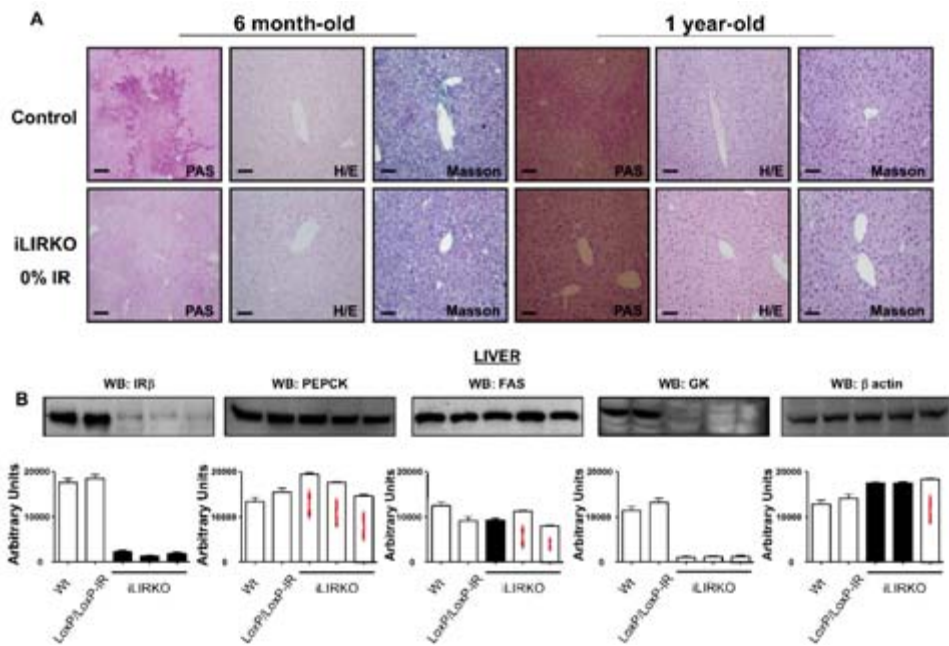 A
6 month-old
1 year-old
Control
PAS
H/E
Masson
PAS
H/E
Masson
iLIRKO
0% IR
PAS
H/E
Masson
PAS
H/E
Masson
LIVER
B
WB: IRβ
WB: PEPCK
WB: FAS
WB: GK
WB: β actin
Arbitrary Units
20000
10000
0
Wt
LoxP/LoxP-IR
iLIRKO
Arbitrary Units
20000
10000
0
Wt
LoxP/LoxP-IR
iLIRKO
Arbitrary Units
20000
10000
0
Wt
LoxP/LoxP-IR
iLIRKO
Arbitrary Units
20000
10000
0
Wt
LoxP/LoxP-IR
iLIRKO
Arbitrary Units
20000
10000
0
Wt
LoxP/LoxP-IR
iLIRKO